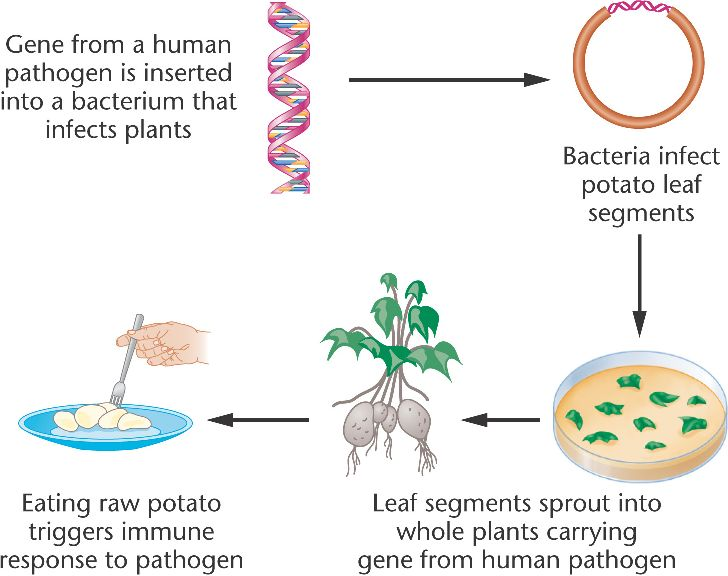 Gene from a human
pathogen is inserted
into a bacterium that
infects plants
Bacteria infect
potato leaf
segments
Leaf segments sprout into
whole plants carrying
gene from human pathogen
Eating raw potato
triggers immune
response to pathogen